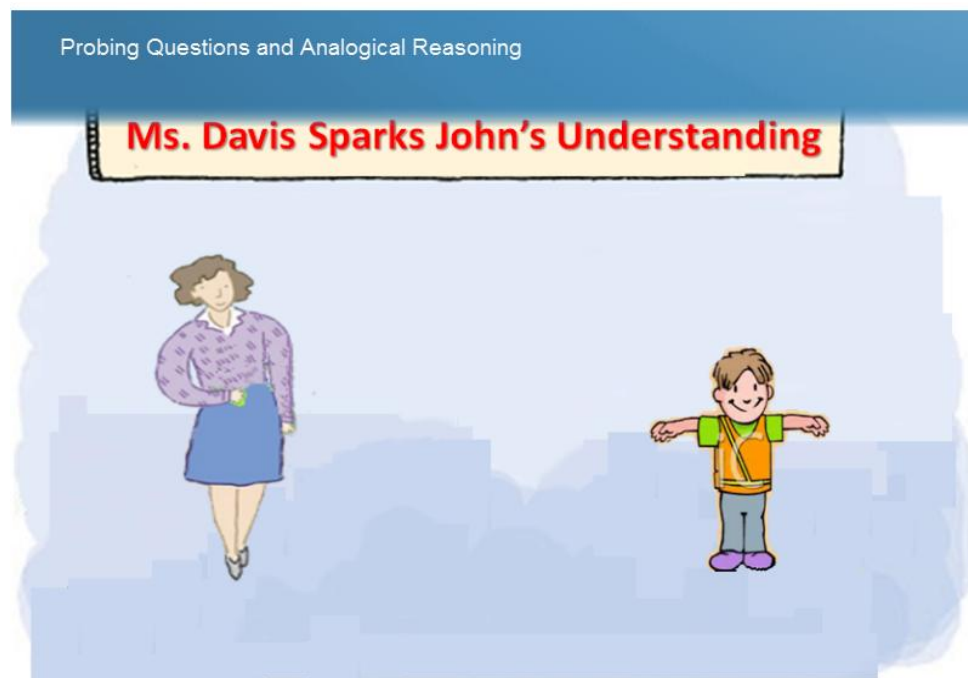 Probing Questions and Analogical Reasoning
Ms. Davis Sparks John’s Understanding